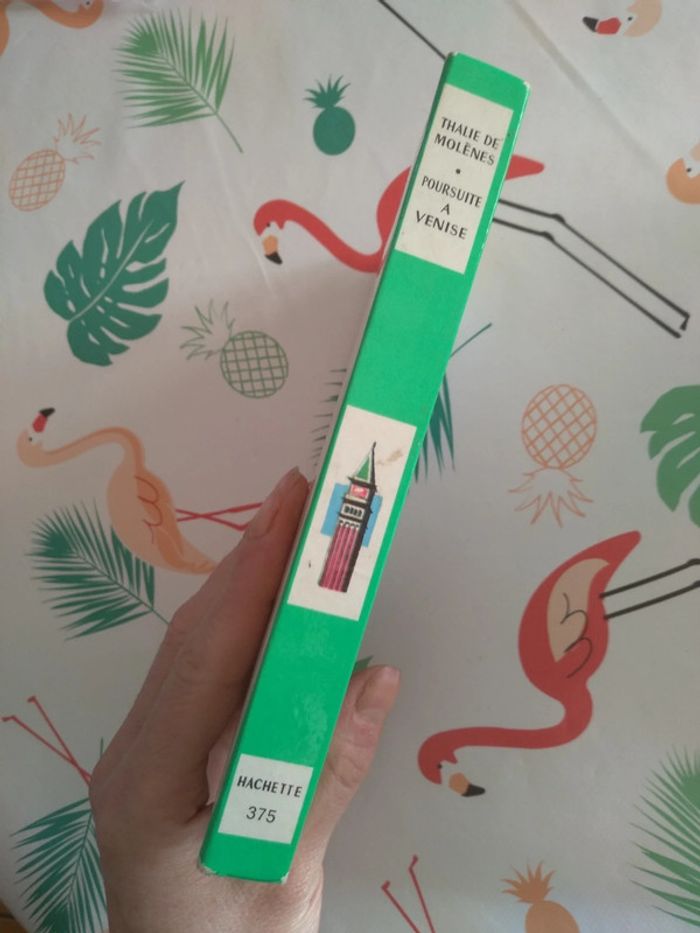 THALIE DE
MOLÈNES
•
POURSUITE
A
VENISE
HACHETTE
375